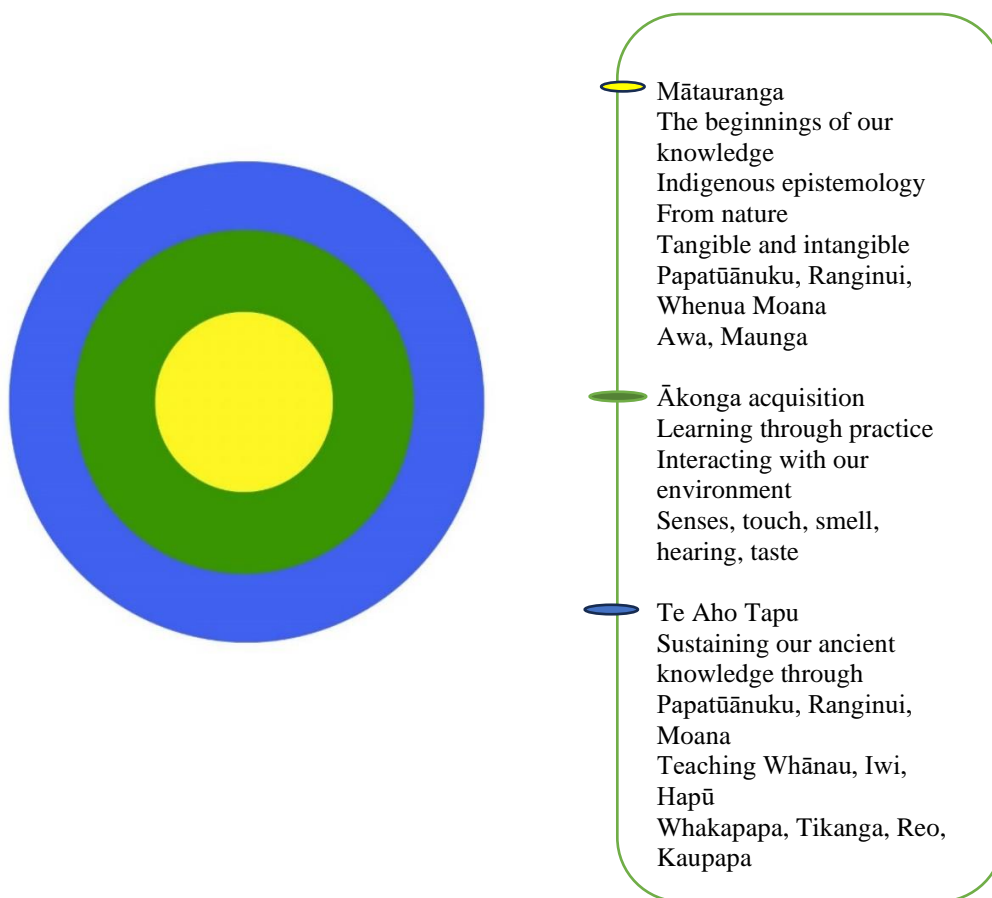 Mātauranga
The beginnings of our
knowledge
Indigenous epistemology
From nature
Tangible and intangible
Papatūānuku, Ranginui,
Whenua Moana
Awa, Maunga
Ākonga acquisition
Learning through practice
Interacting with our
environment
Senses, touch, smell,
hearing, taste
Te Aho Tapu
Sustaining our ancient
knowledge through
Papatūānuku, Ranginui,
Moana
Teaching Whānau, Iwi,
Hapū
Whakapapa, Tikanga, Reo,
Kaupapa